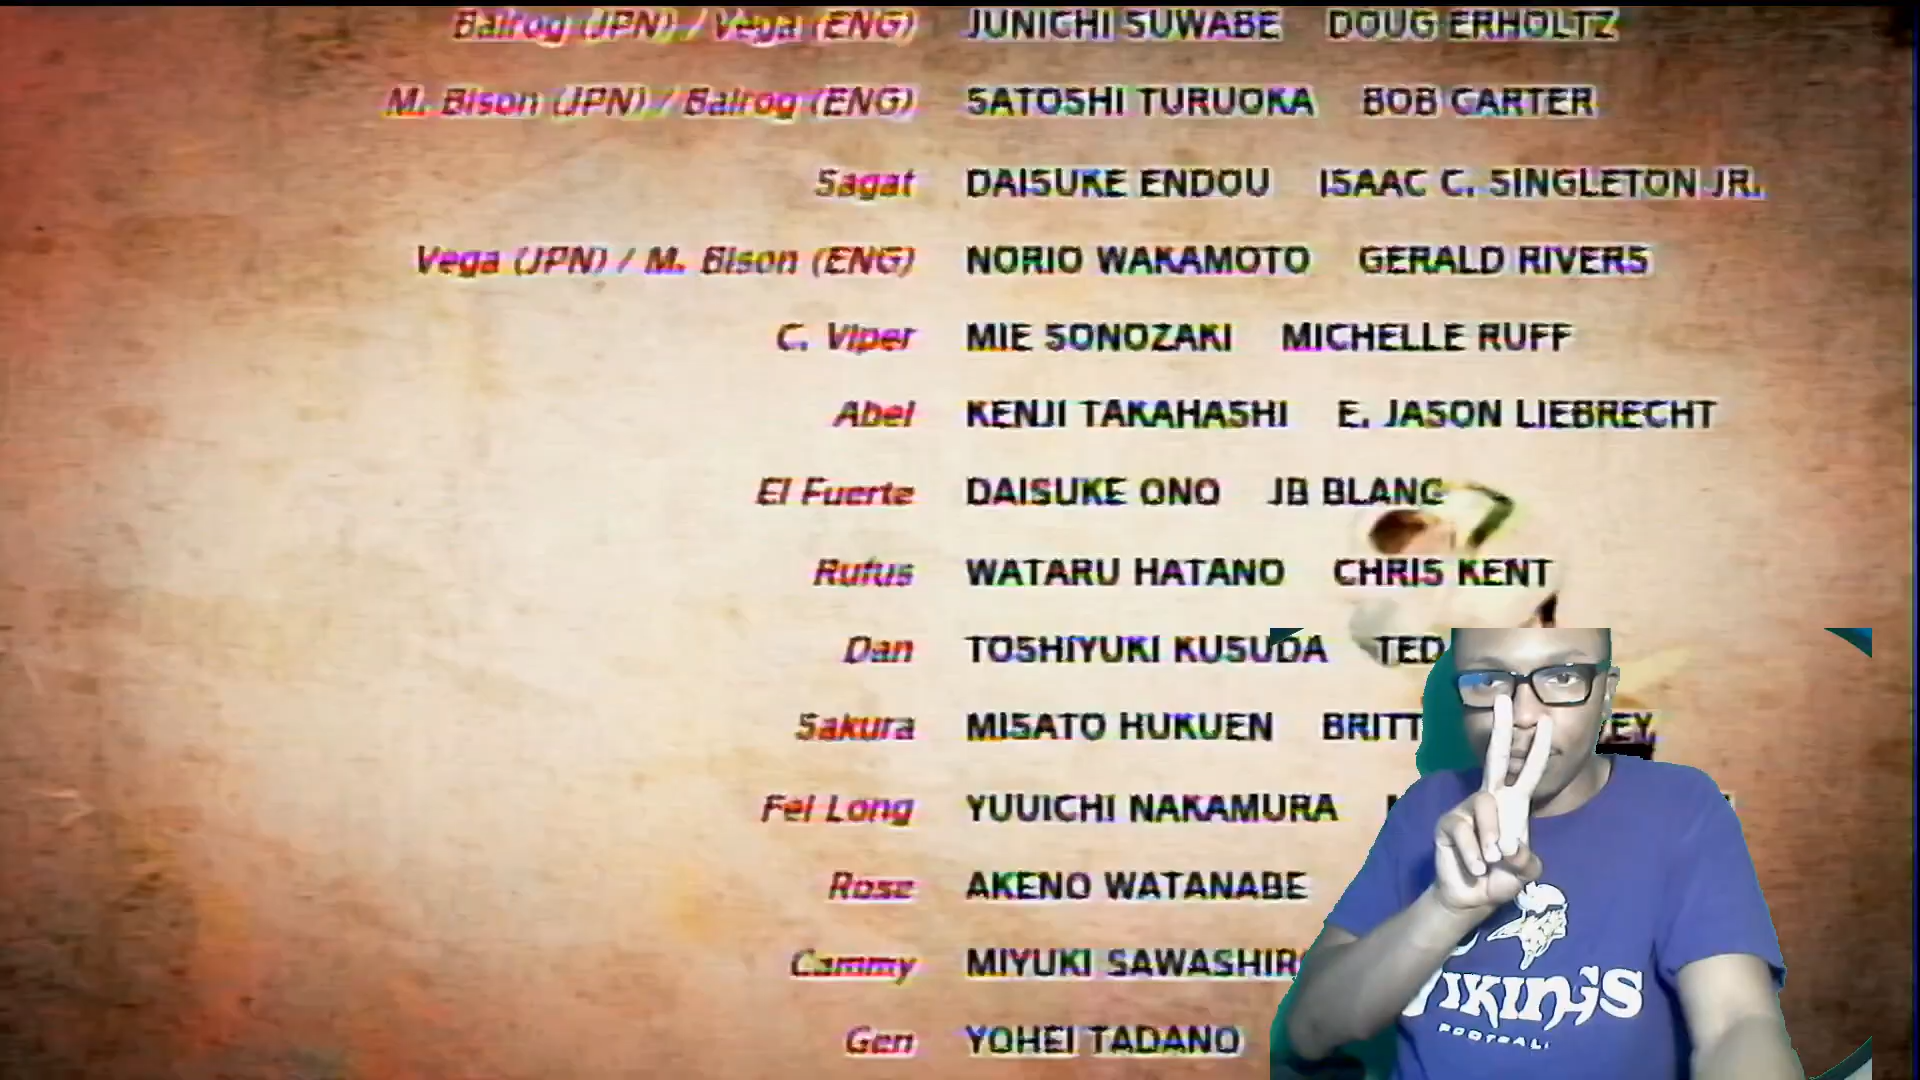 Balrog (JPN) / Vega (ENG) JUNICHI SUWABE DOUG ERHOLTZ
M. Bison (JPN) / Balrog (ENG) SATOSHI TURUOKA BOB CARTER
Sagat DAISUKE ENDOU ISAAC C. SINGLETON JR.
Vega (JPN) / M. Bison (ENG) NORIO WAKAMOTO GERALD RIVERS
C. Viper MIE SONOZAKI MICHELLE RUFF
Abel KENJI TAKAHASHI E. JASON LIEBRECHT
El Fuerte DAISUKE ONO JB BLANC
Rufus WATARU HATANO CHRIS KENT
Dan TOSHIYUKI KUSUDA TED
Sakura MISATO HUKUEN BRITT EY
Fei Long YUUICHI NAKAMURA
Rose AKENO WATANABE
Cammy MIYUKI SAWASHIR
Gen YOHEI TADANO
VIKINGS
FOOTBALL